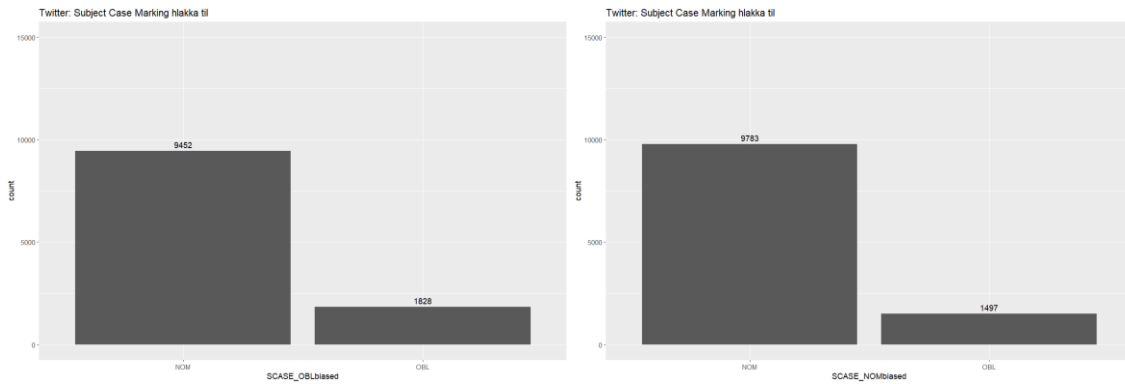 Twitter: Subject Case Marking hlakka til
15000
10000
5000
0
count
9452
1828
NOM
OBL
SCASE_OBLbiased
Twitter: Subject Case Marking hlakka til
15000
10000
5000
0
count
9783
1497
NOM
OBL
SCASE_NOMbiased